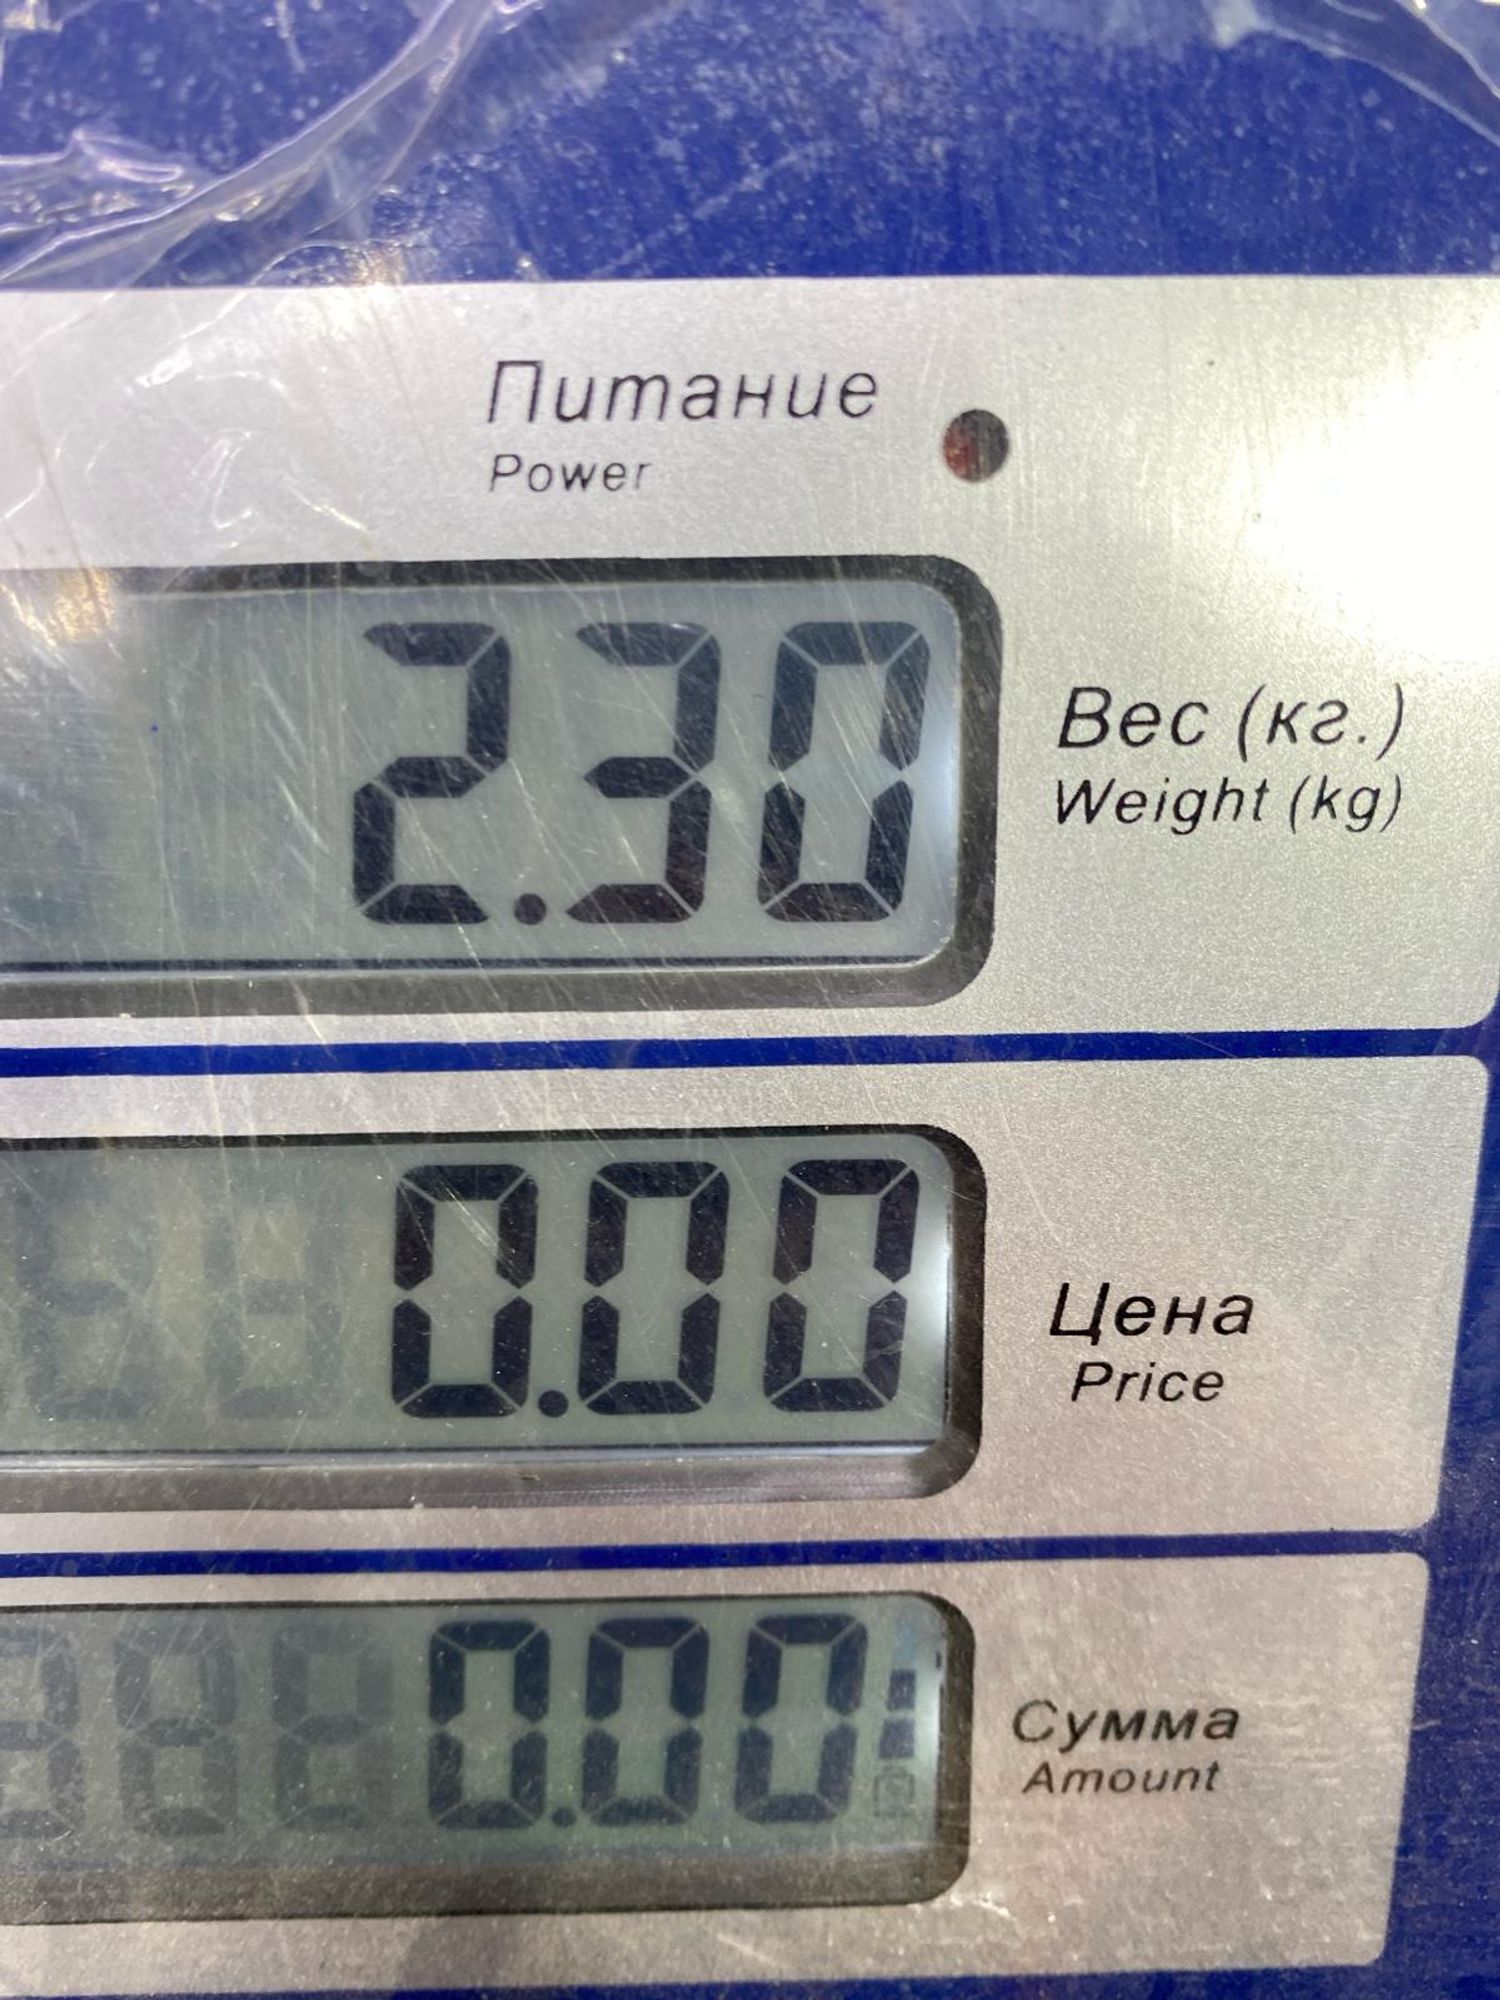 Питание
Power
2.30
Вес (кг.)
Weight (kg)
0.00
Цена
Price
0.00
Сумма
Amount